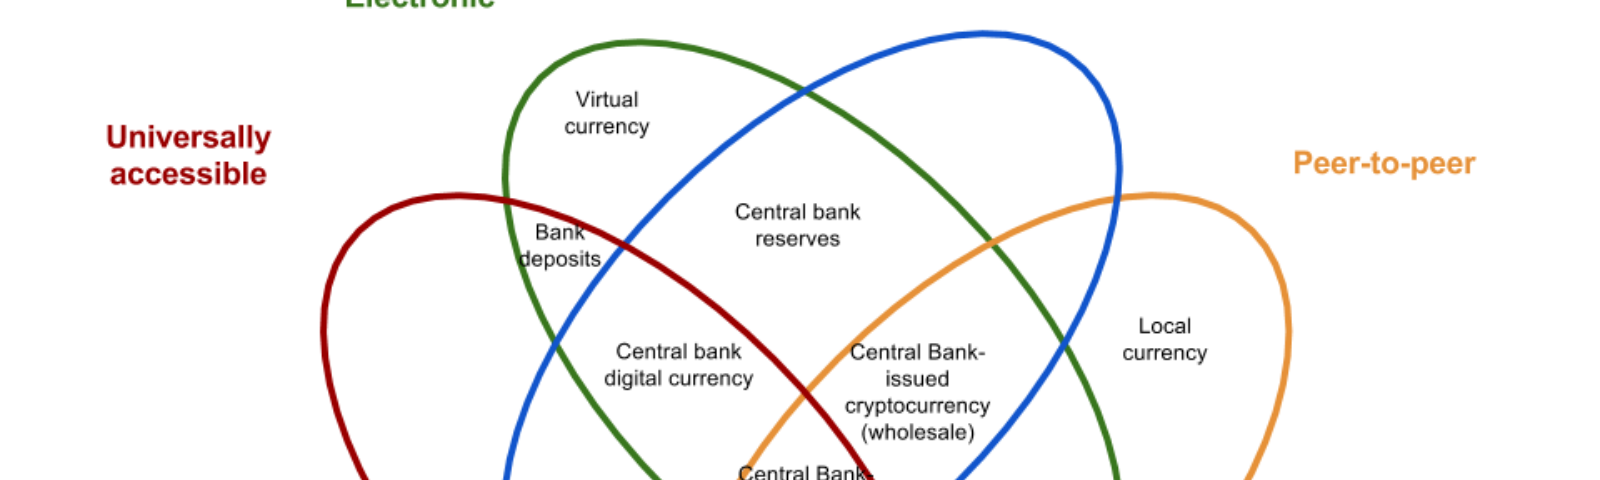 Electronic
Universally
accessible
Peer-to-peer
Virtual
currency
Bank
deposits
Central bank
reserves
Central bank
digital currency
Central Bank-
issued
cryptocurrency
(wholesale)
Local
currency
Central Bank-